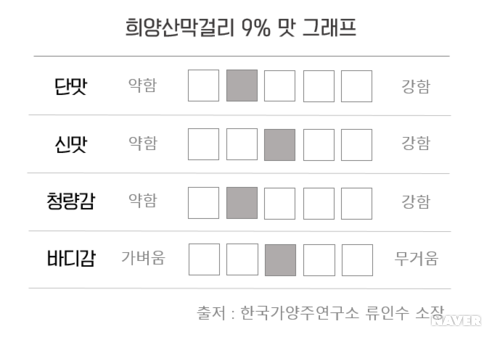 희양산막걸리 9% 맛 그래프
단맛 약함 강함
신맛 약함 강함
청량감 약함 강함
바디감 가벼움 무거움
출저 : 한국가양주연구소 류인수 소장
NAVER